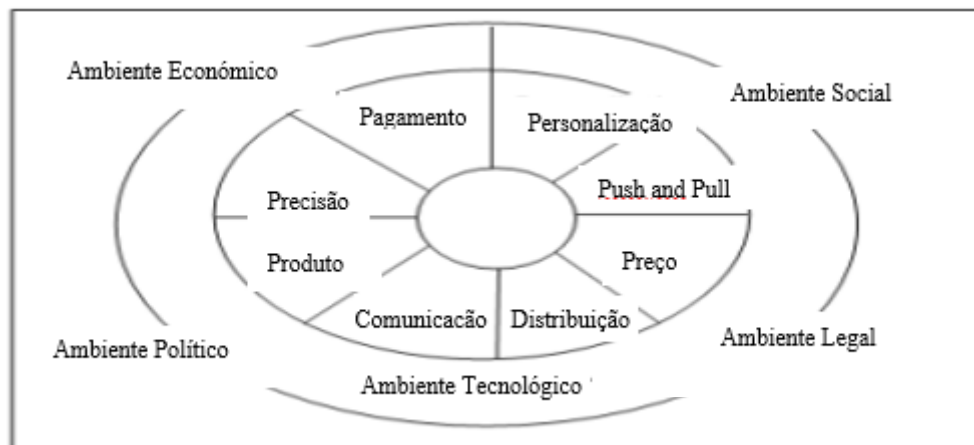 Ambiente Económico
Ambiente Social
Pagamento
Personalização
Push and Pull
Precisão
Produto
Preço
Comunicacão
Distribuição
Ambiente Político
Ambiente Legal
Ambiente Tecnológico